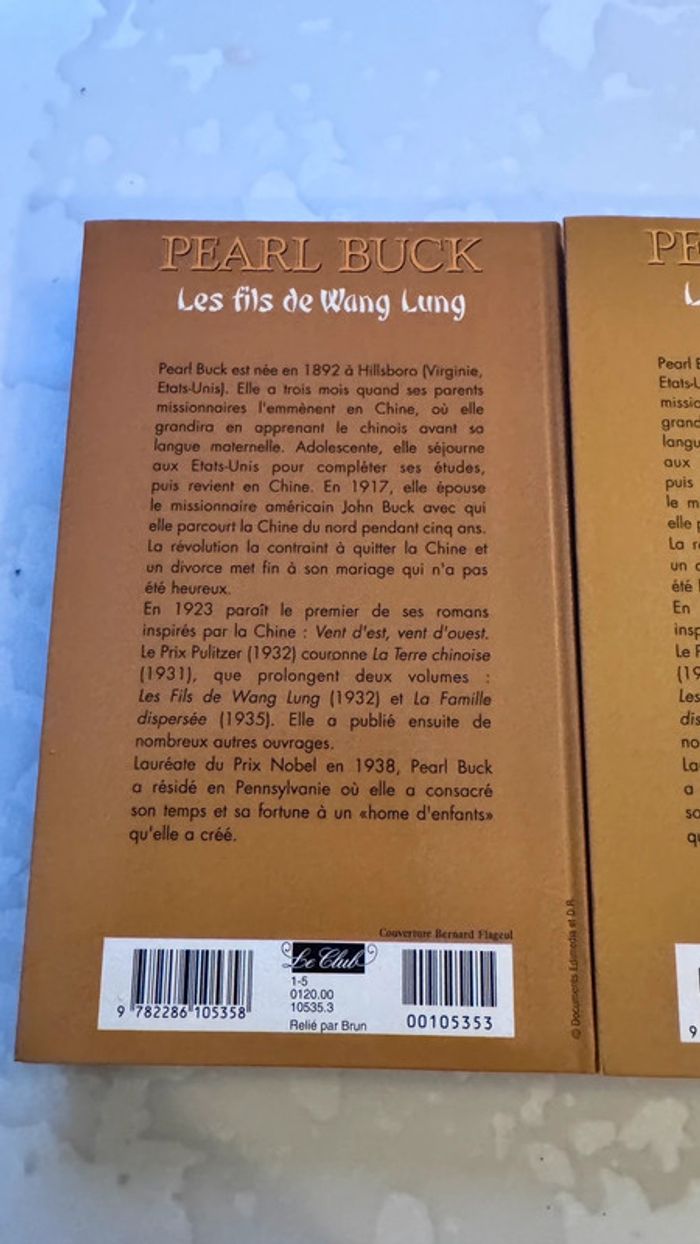 PEARL BUCK
Les fils de Wang Lung
Pearl Buck est née en 1892 à Hillsboro (Virginie,
Etats-Unis). Elle a trois mois quand ses parents
missionnaires l'emmènent en Chine, où elle
grandira en apprenant le chinois avant sa
langue maternelle. Adolescente, elle séjourne
aux Etats-Unis pour compléter ses études,
puis revient en Chine. En 1917, elle épouse
le missionnaire américain John Buck avec qui
elle parcourt la Chine du nord pendant cinq ans.
La révolution la contraint à quitter la Chine et
un divorce met fin à son mariage qui n'a pas
été heureux.
En 1923 paraît le premier de ses romans
inspirés par la Chine : Vent d'est, vent d'ouest.
Le Prix Pulitzer (1932) couronne La Terre chinoise
(1931), que prolongent deux volumes :
Les Fils de Wang Lung (1932) et La Famille
dispersée (1935). Elle a publié ensuite de
nombreux autres ouvrages.
Lauréate du Prix Nobel en 1938, Pearl Buck
a résidé en Pennsylvanie où elle a consacré
son temps et sa fortune à un «home d'enfants»
qu'elle a créé.
Couverture Bernard Flageul
© Documents Edimedia et D.R.
9 782286 105358
Le Club
1-5
0120.00
10535.3
Relié par Brun
00105353
PE
L
Pearl B
Etats-U
missio
grand
langu
aux
puis
le m
elle p
La r
un d
été
En
insp
Le P
(19
Les
dis
no
La
a
so
qu
9